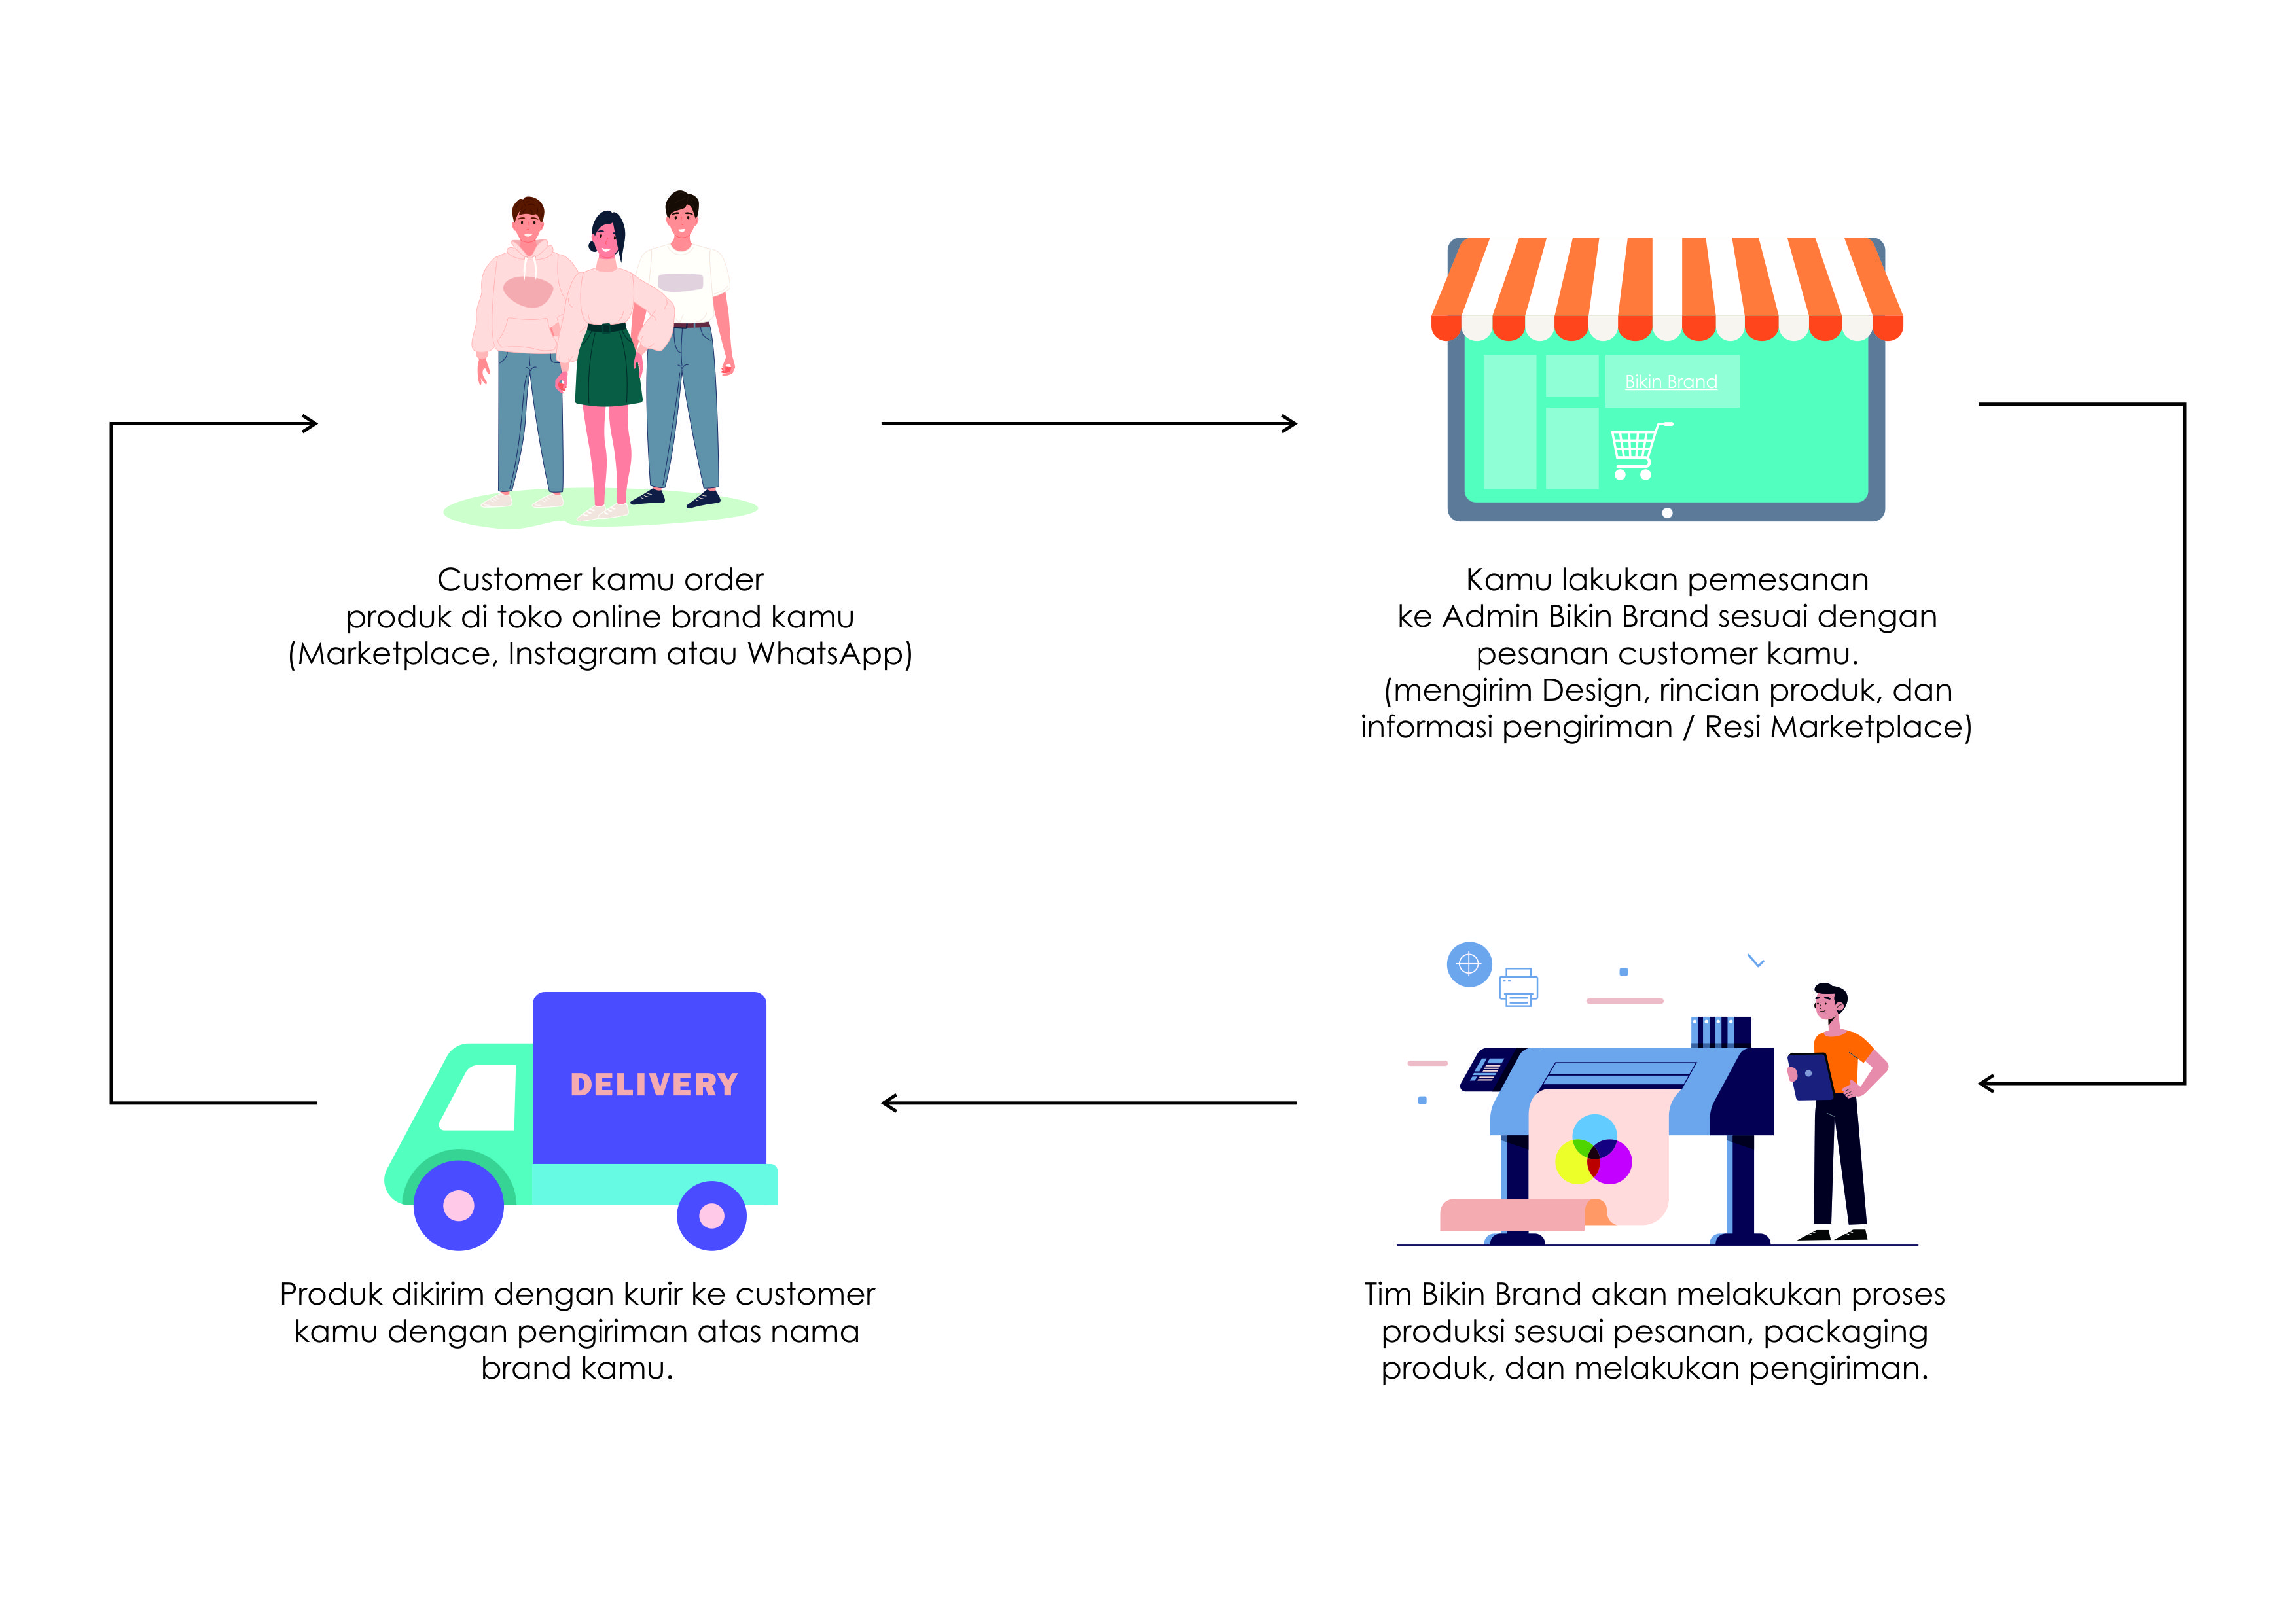 Bikin Brand
Customer kamu order
produk di toko online brand kamu
(Marketplace, Instagram atau WhatsApp)
Kamu lakukan pemesanan
ke Admin Bikin Brand sesuai dengan
pesanan customer kamu.
(mengirim Design, rincian produk, dan
informasi pengiriman / Resi Marketplace)
DELIVERY
Produk dikirim dengan kurir ke customer
kamu dengan pengiriman atas nama
brand kamu.
Tim Bikin Brand akan melakukan proses
produksi sesuai pesanan, packaging
produk, dan melakukan pengiriman.